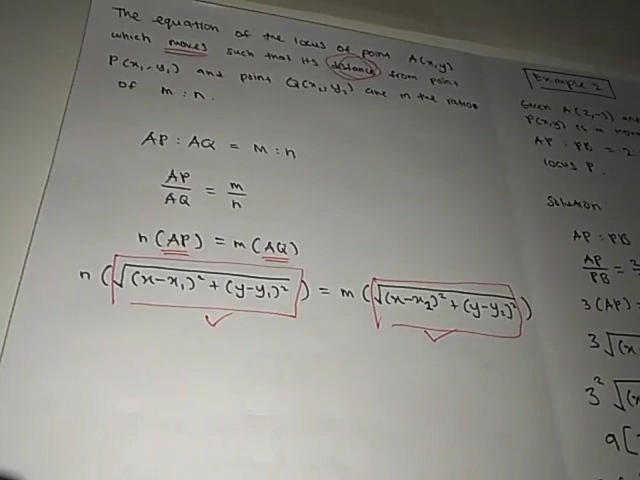 The equation of the locus of point A(x,y)
which moves such that its distance from point
P(x₁,y₁) and point Q(x₂,y₂) are in the ratio
of m : n.
AP : AQ = m : n
AP/AQ = m/n
n(AP) = m(AQ)
n(√(x-x₁)² + (y-y₁)²) = m(√(x-x₂)² + (y-y₂)²)
Example 2
Given A(2,-3) and
P(x,y) is a
AP : PB = 2
locus P.
Solution
AP : PB
AP/PB =
3(AP) =
3√(x
3²√(x
9[